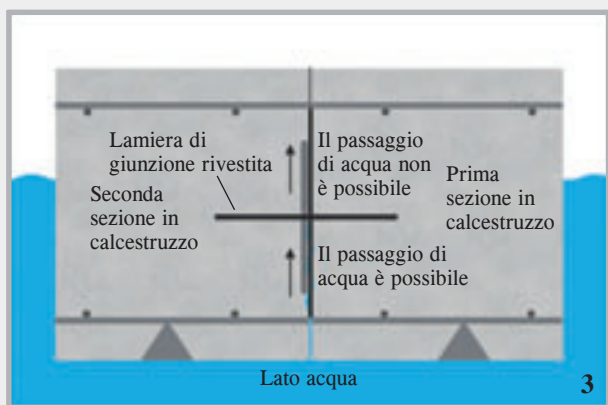 Lamiera di
giunzione rivestita
Seconda
sezione in
calcestruzzo
Il passaggio
di acqua non
è possibile
Prima
sezione in
calcestruzzo
Il passaggio di
acqua è possibile
Lato acqua
3